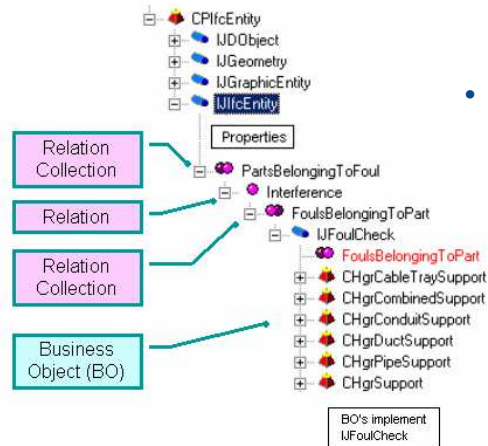 CPIfcEntity
IJDObject
IJGeometry
IJGraphicEntity
IJIfcEntity
Properties
Relation
Collection
PartsBelongingToFoul
Relation
Interference
FoulsBelongingToPart
Relation
Collection
IJFoulCheck
FoulsBelongingToPart
CHgrCableTraySupport
CHgrCombinedSupport
CHgrConduitSupport
CHgrDuctSupport
CHgrPipeSupport
CHgrSupport
Business
Object (BO)
BO's implement
IJFoulCheck